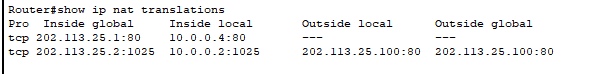 Router#show ip nat translations
Pro  Inside global     Inside local       Outside local      Outside global
tcp 202.113.25.1:80    10.0.0.4:80        ---                ---
tcp 202.113.25.2:1025  10.0.0.2:1025      202.113.25.100:80  202.113.25.100:80